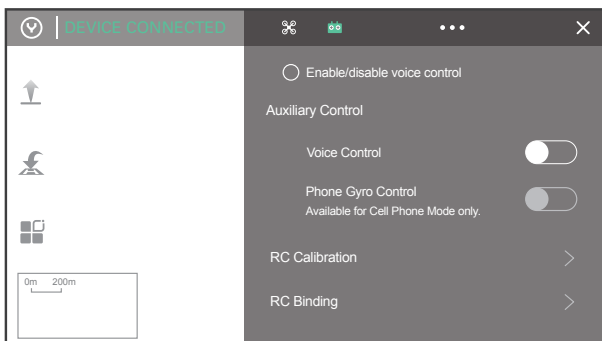 DEVICE CONNECTED
Enable/disable voice control
Auxiliary Control
Voice Control
Phone Gyro Control
Available for Cell Phone Mode only.
RC Calibration
RC Binding
0m 200m